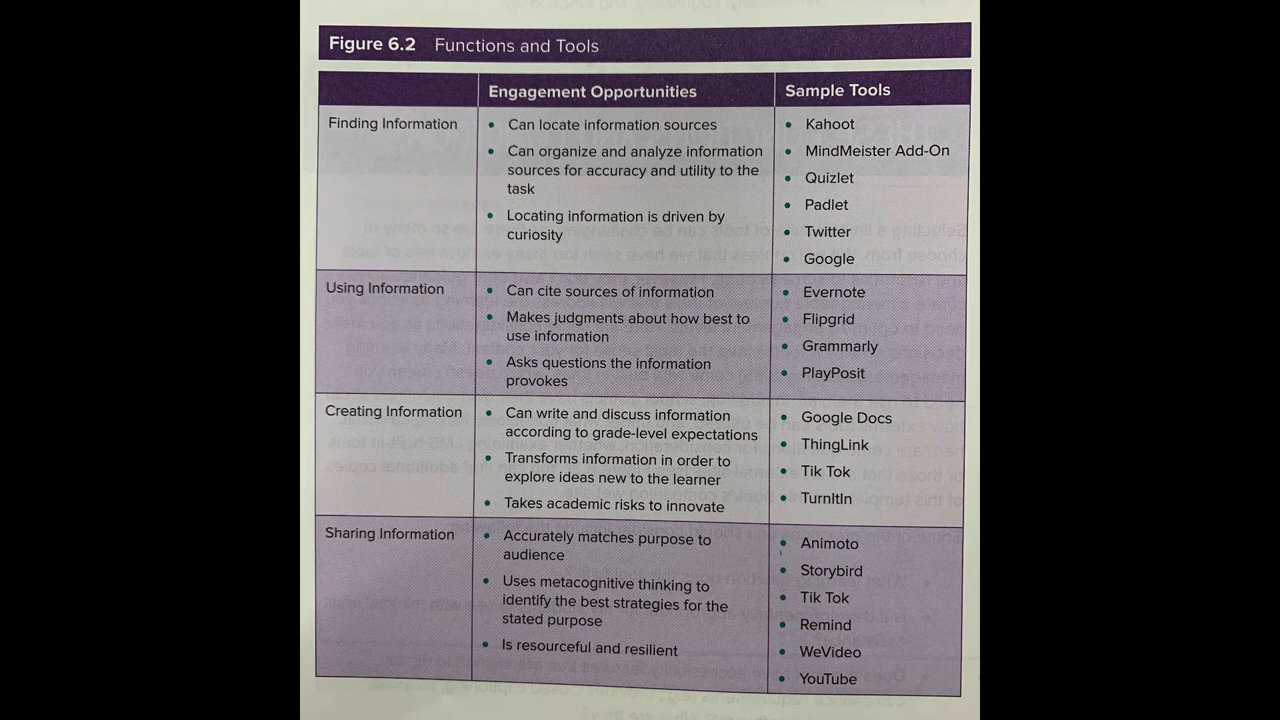 Figure 6.2 Functions and Tools
Engagement Opportunities
Sample Tools
Finding Information
• Can locate information sources
• Can organize and analyze information
sources for accuracy and utility to the
task
• Locating information is driven by
curiosity
• Kahoot
• MindMeister Add-On
• Quizlet
• Padlet
• Twitter
• Google
Using Information
• Can cite sources of information
• Makes judgments about how best to
use information
• Asks questions the information
provokes
• Evernote
• Flipgrid
• Grammarly
• PlayPosit
Creating Information
• Can write and discuss information
according to grade-level expectations
• Transforms information in order to
explore ideas new to the learner
• Takes academic risks to innovate
• Google Docs
• ThingLink
• Tik Tok
• TurnItIn
Sharing Information
• Accurately matches purpose to
audience
• Uses metacognitive thinking to
identify the best strategies for the
stated purpose
• Is resourceful and resilient
• Animoto
• Storybird
• Tik Tok
• Remind
• WeVideo
• YouTube